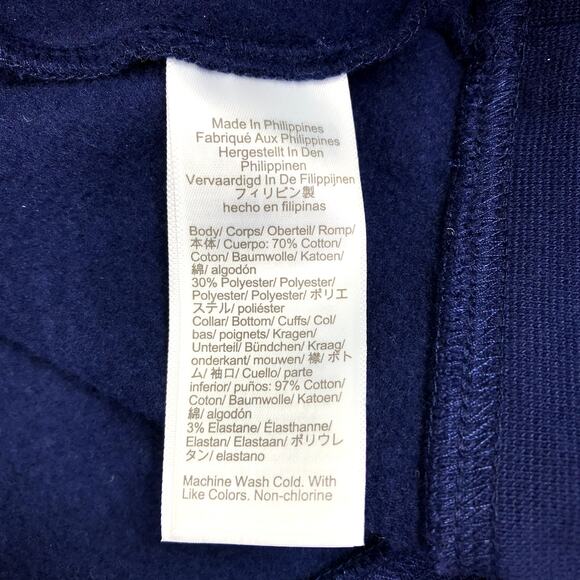 Made In Philippines
Fabriqué Aux Philippines
Hergestellt In Den
Philippinen
Vervaardigd In De Filippijnen
フィリピン製
hecho en filipinas
Body/ Corps/ Oberteil/ Romp/
本体/ Cuerpo: 70% Cotton/
Coton/ Baumwolle/ Katoen/
綿/ algodón
30% Polyester/ Polyester/
Polyester/ Polyester/ ポリエ
ステル/ poliéster
Collar/ Bottom/ Cuffs/ Col/
bas/ poignets/ Kragen/
Unterteil/ Bündchen/ Kraag/
onderkant/ mouwen/ 襟/ ボト
ム/ 袖口/ Cuello/ parte
inferior/ puños: 97% Cotton/
Coton/ Baumwolle/ Katoen/
綿/ algodón
3% Elastane/ Élasthanne/
Elastan/ Elastaan/ ポリウレ
タン/ elastano
Machine Wash Cold. With
Like Colors. Non-chlorine